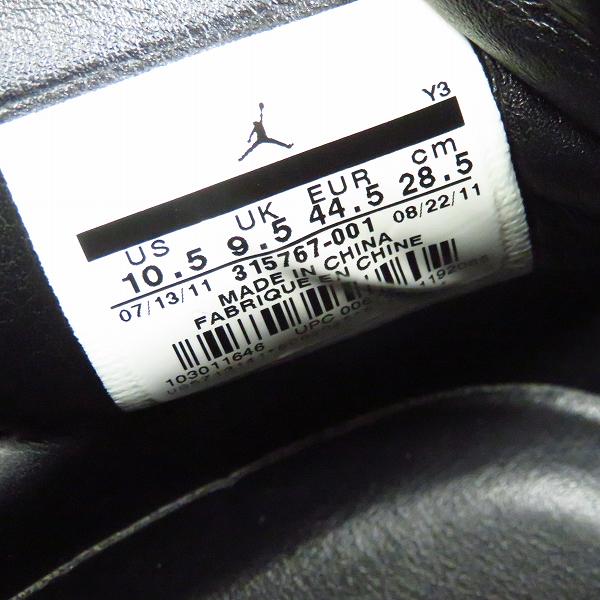 Y3
US UK EUR cm
10.5 9.5 44.5 28.5
07/13/11 315767-001 08/22/11
MADE IN CHINA
FABRIQUE EN CHINE
103011646 UPC